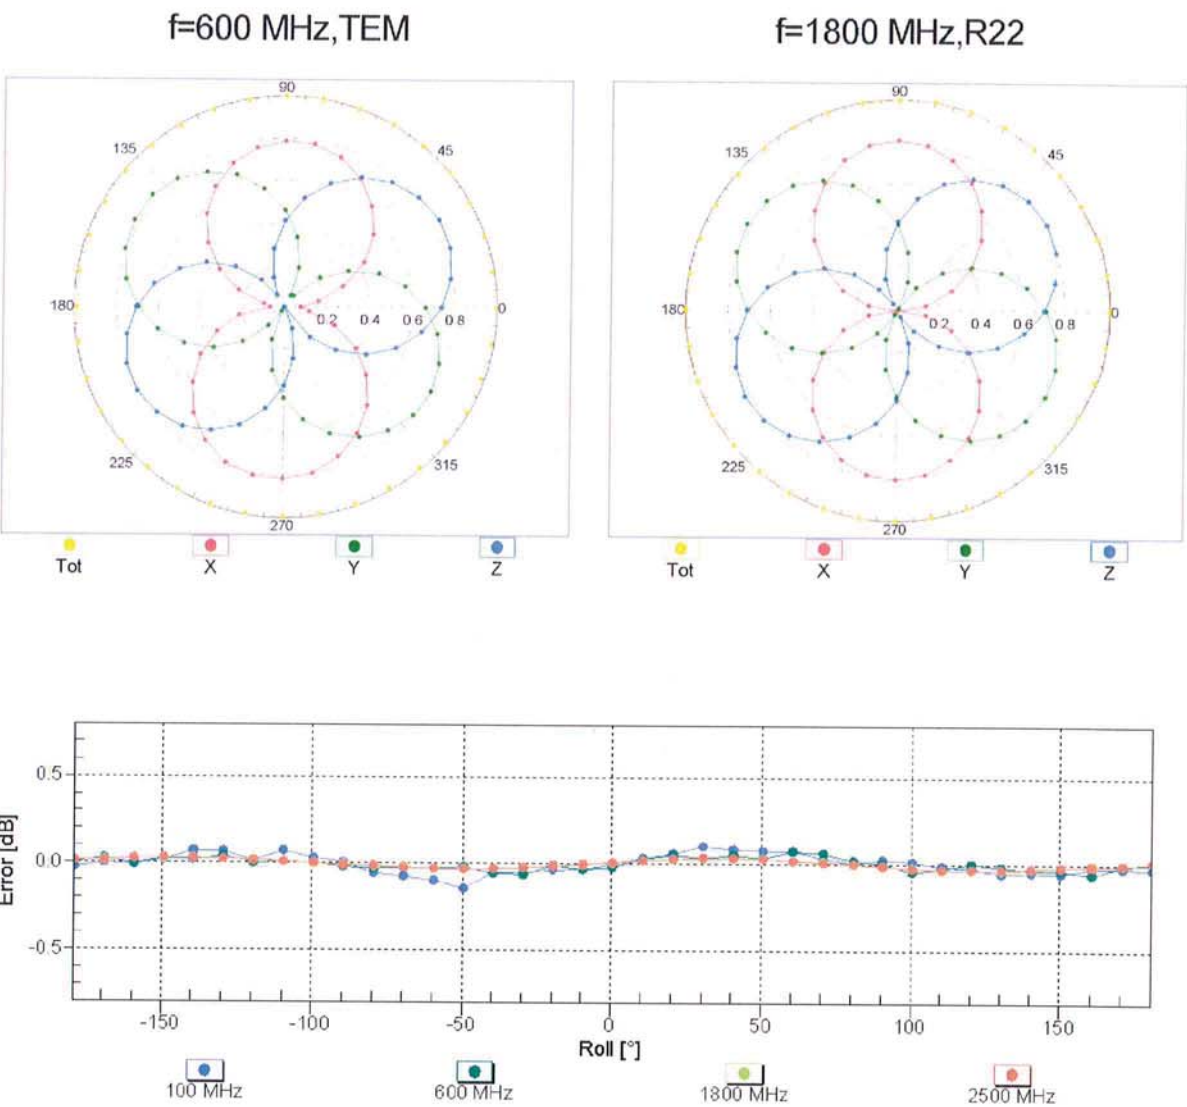 f=600 MHz,TEM
f=1800 MHz,R22
90
135
45
180
0
0.2 0.4 0.6 0.8
225
315
270
Tot X Y Z
90
135
45
180
0
0.2 0.4 0.6 0.8
225
315
270
Tot X Y Z
Error [dB]
0.5
0.0
-0.5
-150 -100 -50 0 50 100 150
Roll [°]
100 MHz 600 MHz 1800 MHz 2500 MHz